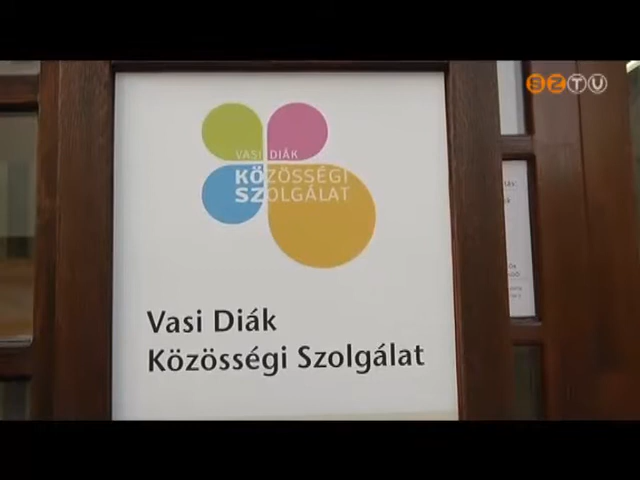 SZTV
VASI DIÁK
KÖZÖSSÉGI
SZOLGÁLAT
Vasi Diák
Közösségi Szolgálat